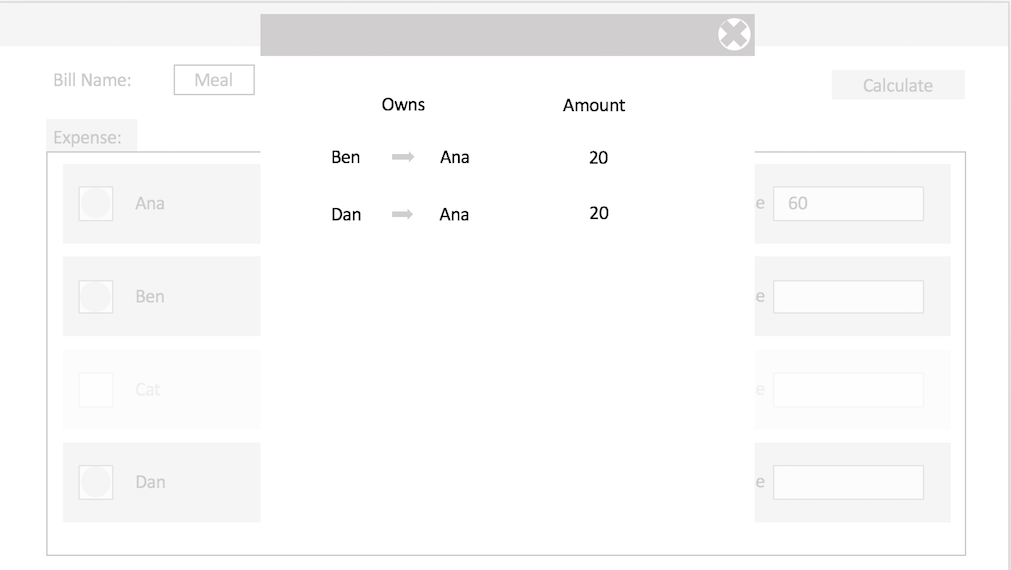 Bill Name: Meal
Calculate
Owns Amount
Expense:
Ben Ana 20
Dan Ana 20
Ana e 60
Ben e
Cat e
Dan e